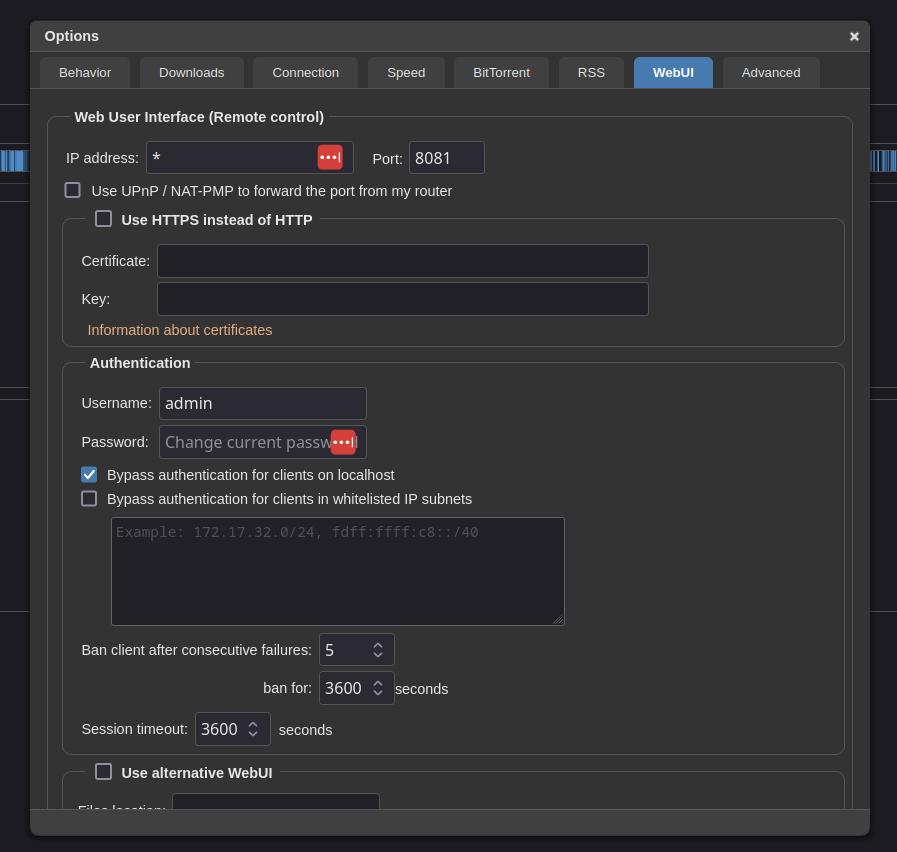 Options
Behavior Downloads Connection Speed BitTorrent RSS WebUI Advanced
Web User Interface (Remote control)
IP address: * Port: 8081
Use UPnP / NAT-PMP to forward the port from my router
Use HTTPS instead of HTTP
Certificate:
Key:
Information about certificates
Authentication
Username: admin
Password: Change current
Bypass authentication for clients on localhost
Bypass authentication for clients in whitelisted IP subnets
Example: 172.17.32.0/24, fdff:ffff:c8::/40
Ban client after consecutive failures: 5
ban for: 3600 seconds
Session timeout: 3600 seconds
Use alternative WebUI
Files location: